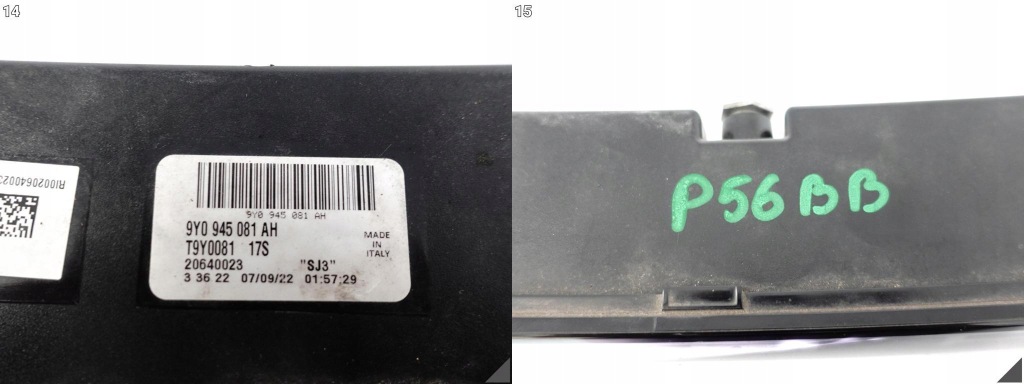 14
RI00020640023
9Y0 945 081 AH
9Y0 945 081 AH
T9Y0081 17S
20640023 "SJ3"
3 36 22 07/09/22 01:57:29
MADE
IN
ITALY
15
P56BB